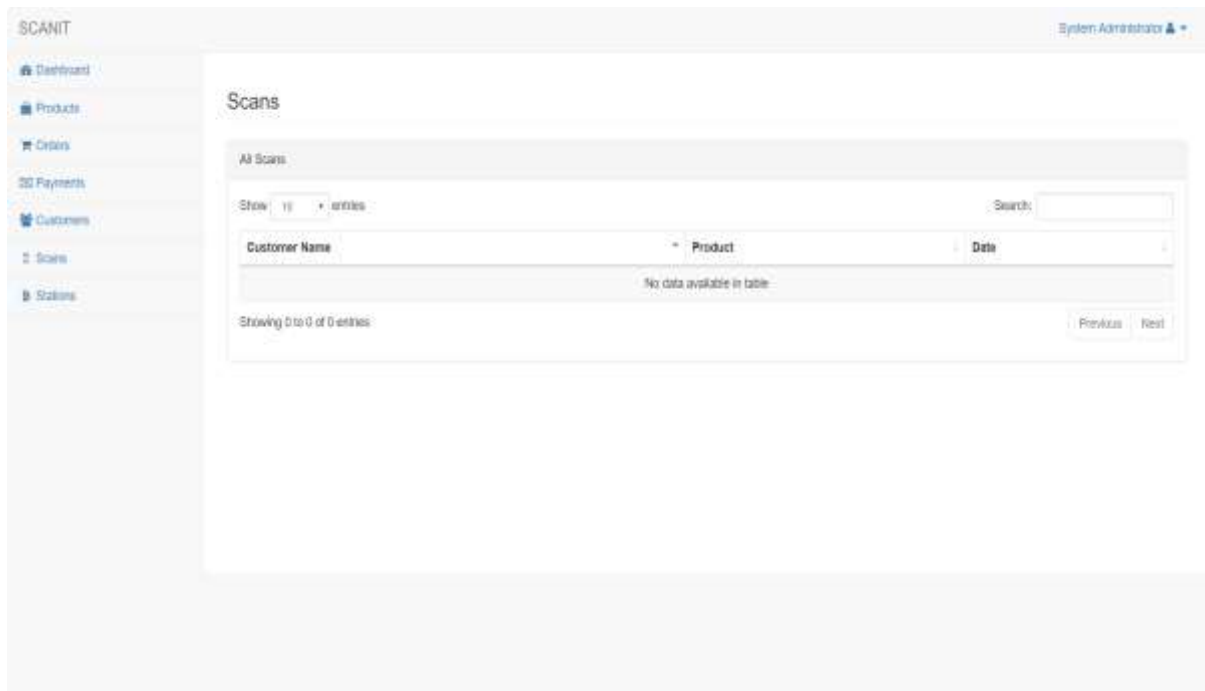 SCANIT
System Administrator
Dashboard
Products
Orders
Payments
Customers
Scans
Stations
Scans
All Scans
Show 10 entries
Search:
Customer Name Product Date
No data available in table
Showing 0 to 0 of 0 entries
Previous Next